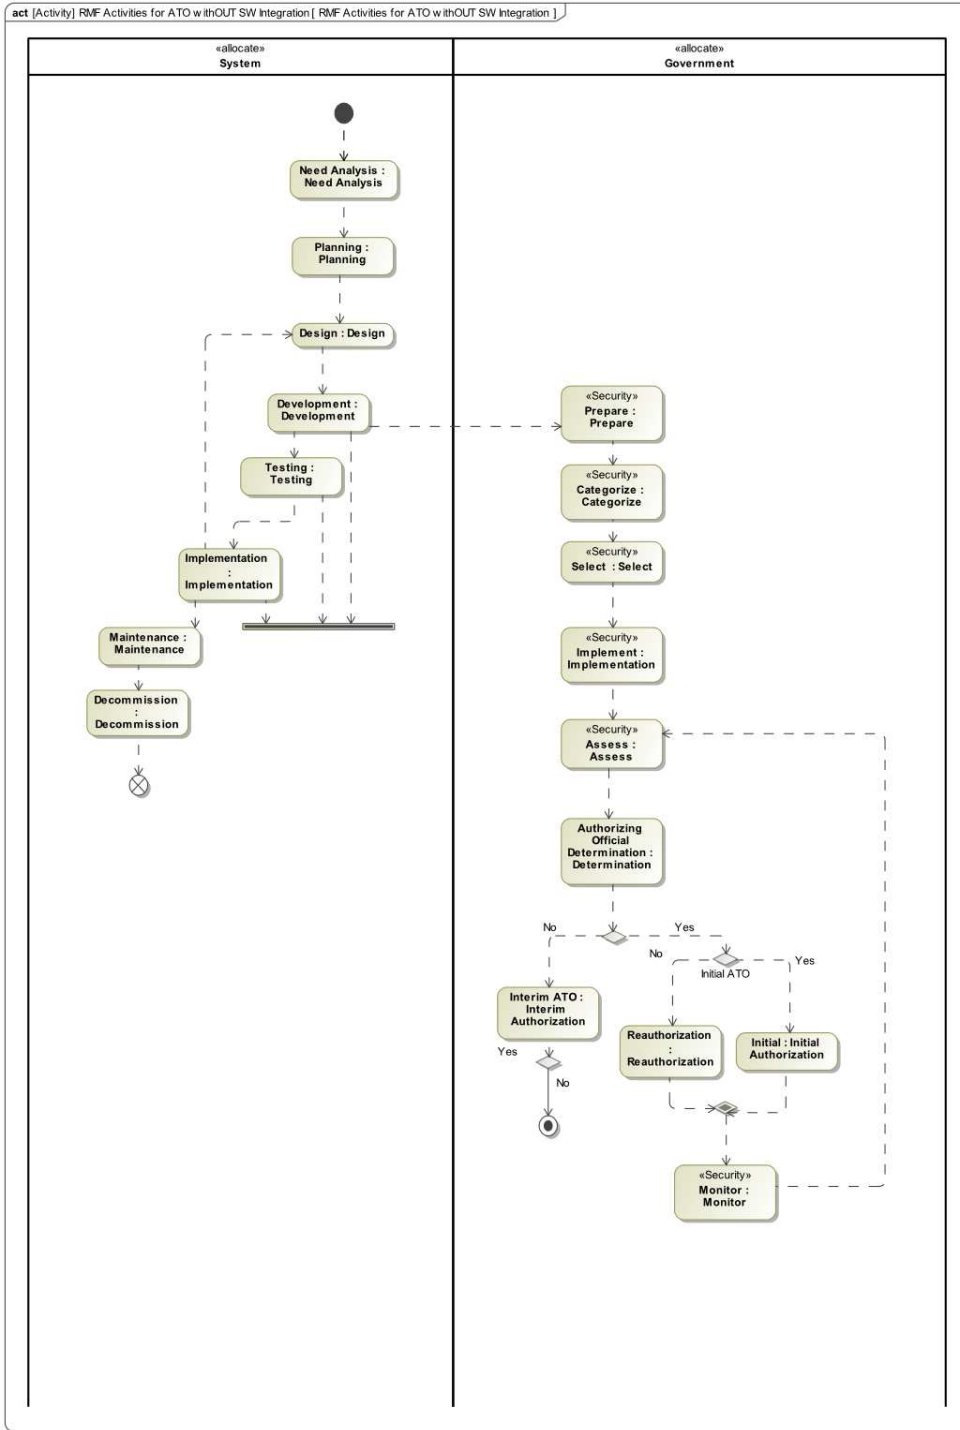 act [Activity] RMF Activities for ATO withOUT SW Integration [ RMF Activities for ATO withOUT SW Integration ]
«allocate»
System
«allocate»
Government
Need Analysis :
Need Analysis
Planning :
Planning
Design : Design
Development :
Development
Testing :
Testing
Implementation
:
Implementation
Maintenance :
Maintenance
Decommission
:
Decommission
«Security»
Prepare :
Prepare
«Security»
Categorize :
Categorize
«Security»
Select : Select
«Security»
Implement :
Implementation
«Security»
Assess :
Assess
Authorizing
Official
Determination :
Determination
No
Yes
No
Yes
Initial ATO
Interim ATO :
Interim
Authorization
Reauthorization
:
Reauthorization
Initial : Initial
Authorization
Yes
No
«Security»
Monitor :
Monitor